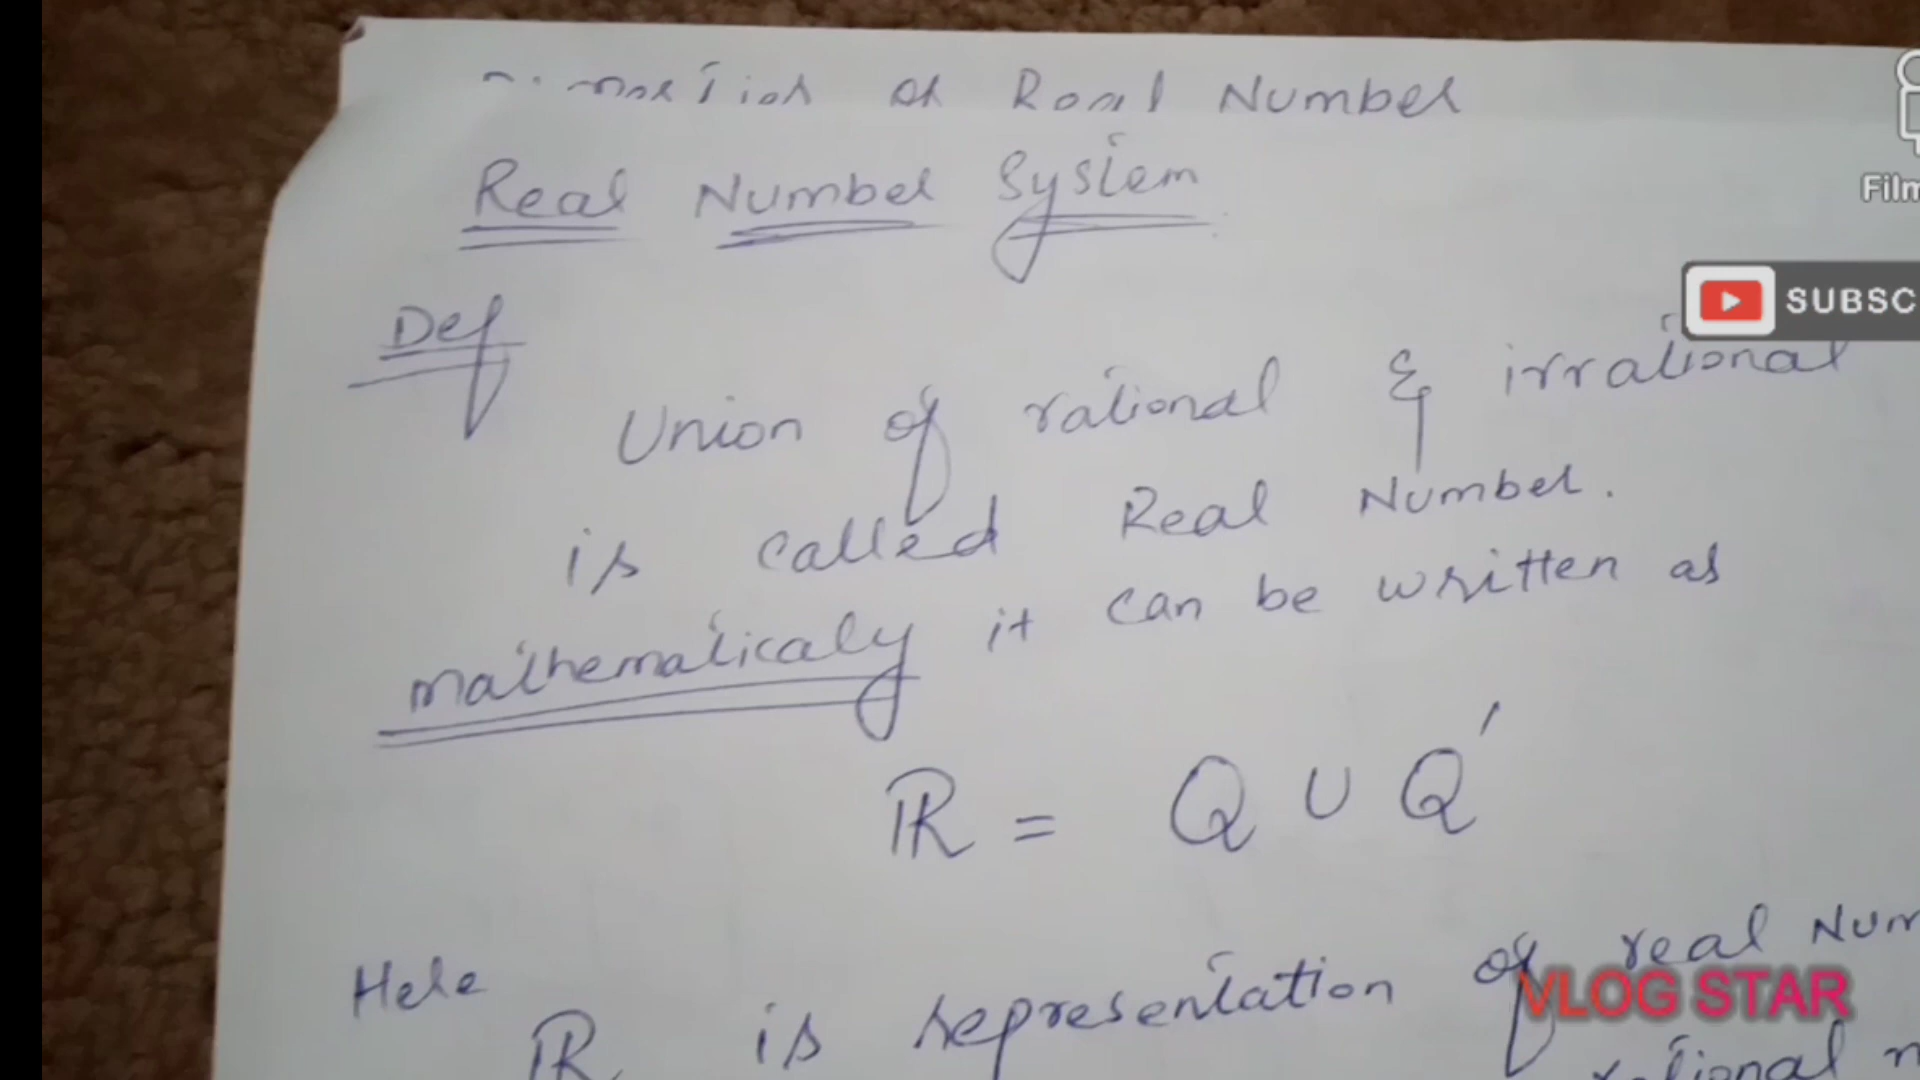 Real Number
Real Number System
Def
Union of rational & irrational
is called Real Number.
mathematicaly it can be written as
R = Q ∪ Q′
Here
R is representation of real Num
rational n
Film
SUBSC
VLOG STAR